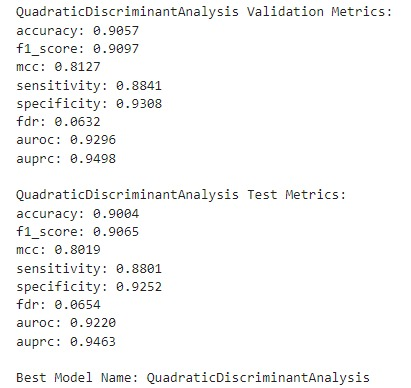 QuadraticDiscriminantAnalysis Validation Metrics:
accuracy: 0.9057
f1_score: 0.9097
mcc: 0.8127
sensitivity: 0.8841
specificity: 0.9308
fdr: 0.0632
auroc: 0.9296
auprc: 0.9498
QuadraticDiscriminantAnalysis Test Metrics:
accuracy: 0.9004
f1_score: 0.9065
mcc: 0.8019
sensitivity: 0.8801
specificity: 0.9252
fdr: 0.0654
auroc: 0.9220
auprc: 0.9463
Best Model Name: QuadraticDiscriminantAnalysis